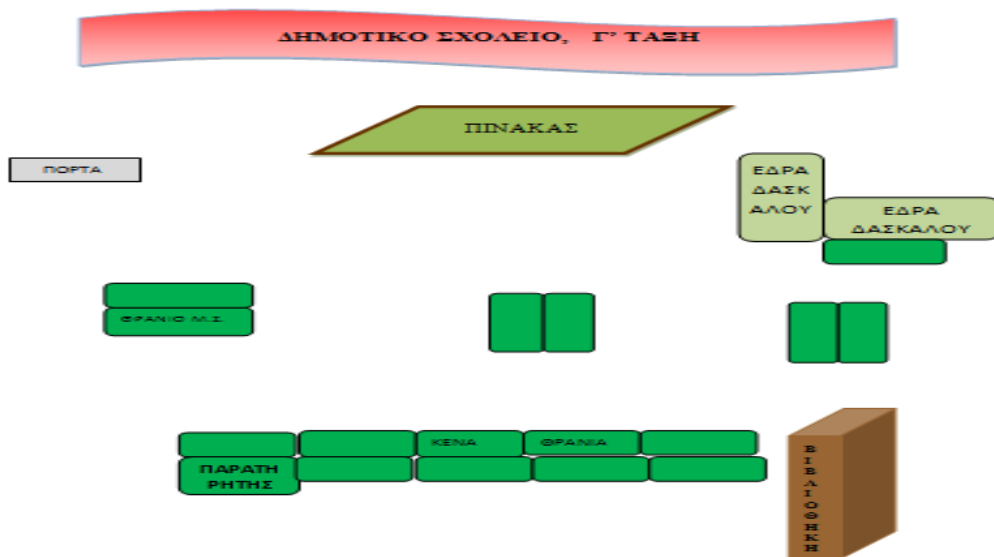 ΔΗΜΟΤΙΚΟ ΣΧΟΛΕΙΟ, Γ' ΤΑΞΗ
ΠΙΝΑΚΑΣ
ΠΟΡΤΑ
ΕΔΡΑ
ΔΑΣΚ
ΑΛΟΥ
ΕΔΡΑ
ΔΑΣΚΑΛΟΥ
ΘΡΑΝΙΟ Μ.Σ.
ΚΕΝΑ ΘΡΑΝΙΑ
ΠΑΡΑΤΗ
ΡΗΤΗΣ
ΒΙΒΛΙΟΘΗΚΗ